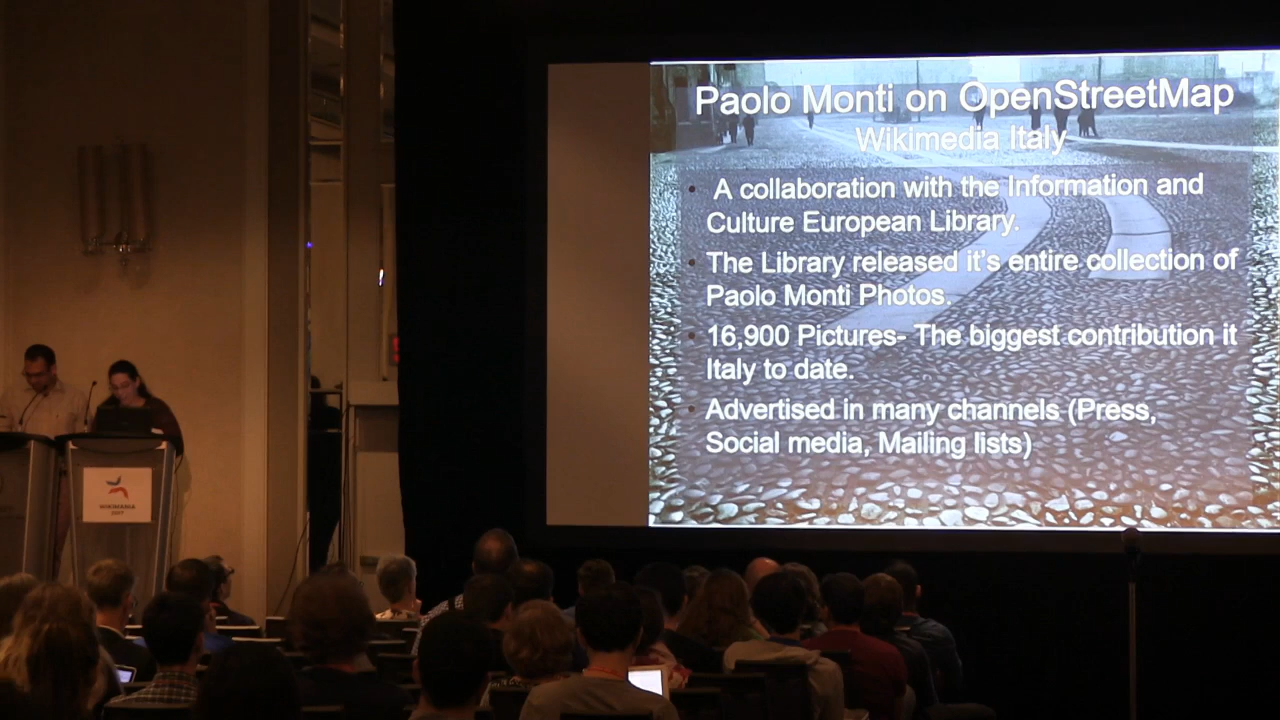 Paolo Monti on OpenStreetMap
Wikimedia Italy
• A collaboration with the Information and
Culture European Library.
• The Library released it's entire collection of
Paolo Monti Photos.
• 16,900 Pictures- The biggest contribution it
Italy to date.
• Advertised in many channels (Press,
Social media, Mailing lists)
WIKIMANIA
2017